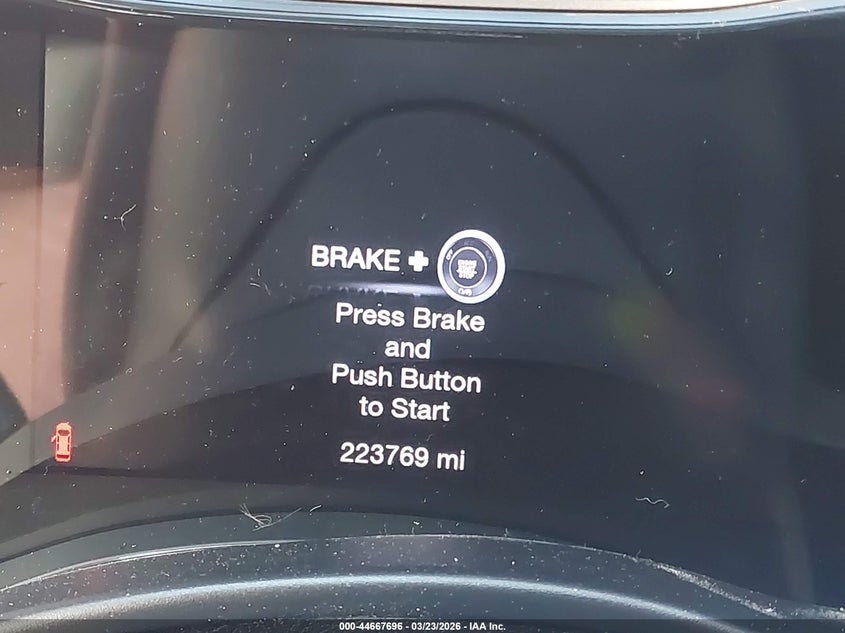 BRAKE +
Press Brake
and
Push Button
to Start
223769 mi
000-44667696 - 03/23/2026 - IAA Inc.